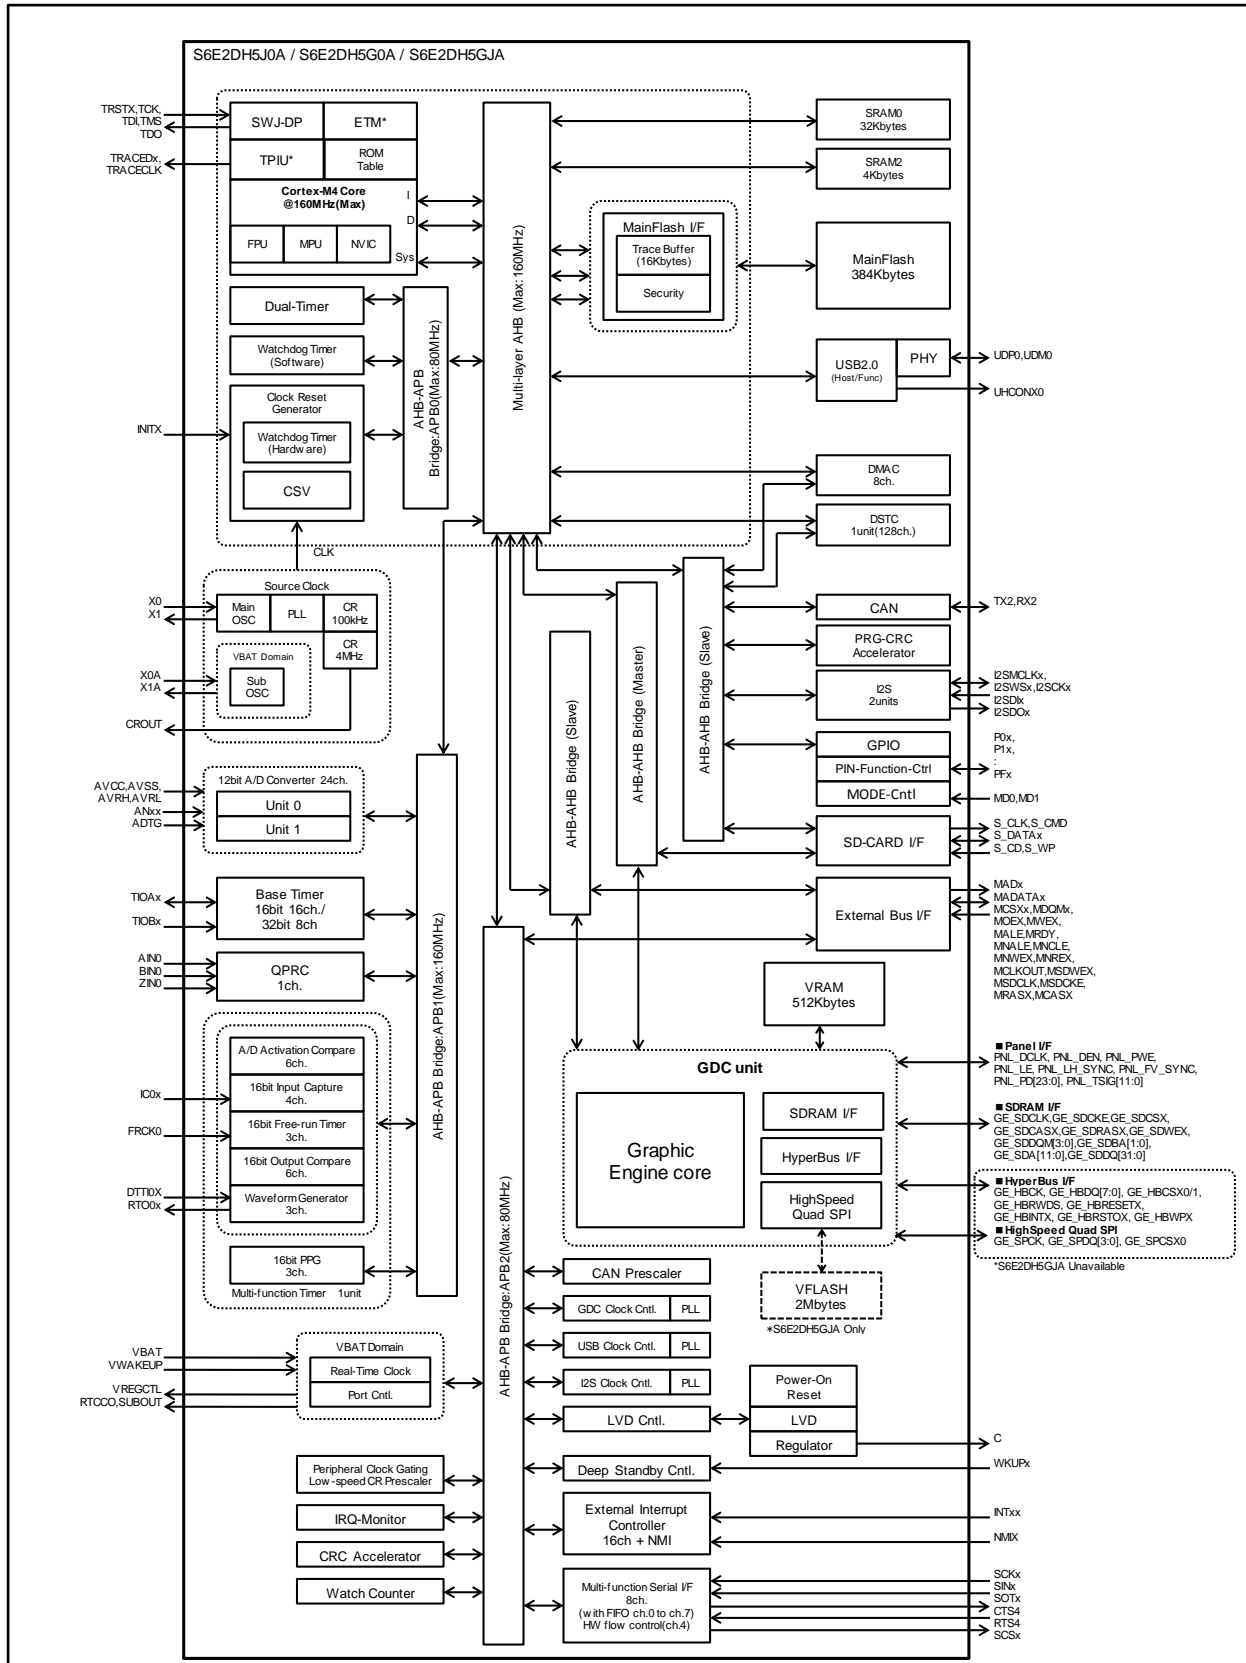 S6E2DH5J0A / S6E2DH5G0A / S6E2DH5GJA
TRSTX,TCK,
TDI,TMS
TDO
TRACEDx,
TRACECLK
SWJ-DP
ETM*
TPIU*
ROM
Table
Cortex-M4 Core
@160MHz(Max)
I
D
Sys
FPU
MPU
NVIC
Dual-Timer
Watchdog Timer
(Software)
Clock Reset
Generator
Watchdog Timer
(Hardware)
CSV
INITX
CLK
AHB-APB
Bridge:APB0(Max:80MHz)
Multi-layer AHB (Max:160MHz)
SRAM0
32Kbytes
SRAM2
4Kbytes
MainFlash I/F
Trace Buffer
(16Kbytes)
Security
MainFlash
384Kbytes
USB2.0
(Host/Func)
PHY
UDP0,UDM0
UHCONX0
DMAC
8ch.
DSTC
1unit(128ch.)
Source Clock
Main
OSC
PLL
CR
100kHz
CR
4MHz
VBAT Domain
Sub
OSC
X0
X1
X0A
X1A
CROUT
AHB-AHB Bridge (Slave)
AHB-AHB Bridge (Master)
AHB-AHB Bridge (Slave)
CAN
TX2,RX2
PRG-CRC
Accelerator
I2S
2units
I2SMCLKx,
I2SWSx,I2SCKx
I2SDIx
I2SDOx
GPIO
PIN-Function-Ctrl
MODE-Cntl
P0x,
P1x,
:
PFx
MD0,MD1
SD-CARD I/F
S_CLK,S_CMD
S_DATAx
S_CD,S_WP
External Bus I/F
MADx
MADATAx
MCSXx,MDQMx,
MOEX,MWEX,
MALE,MRDY,
MNALE,MNCLE,
MNWEX,MNREX,
MCLKOUT,MSDWEX,
MSDCLK,MSDCKE,
MRASX,MCASX
12bit A/D Converter 24ch.
Unit 0
Unit 1
AVCC,AVSS,
AVRH,AVRL
ANxx
ADTG
Base Timer
16bit 16ch./
32bit 8ch
TIOAx
TIOBx
QPRC
1ch.
AIN0
BIN0
ZIN0
A/D Activation Compare
6ch.
16bit Input Capture
4ch.
16bit Free-run Timer
3ch.
16bit Output Compare
6ch.
Waveform Generator
3ch.
16bit PPG
3ch.
Multi-function Timer 1unit
IC0x
FRCK0
DTTI0X
RTO0x
AHB-APB Bridge:APB1(Max:160MHz)
AHB-APB Bridge:APB2(Max:80MHz)
VRAM
512Kbytes
GDC unit
Graphic
Engine core
SDRAM I/F
HyperBus I/F
HighSpeed
Quad SPI
VFLASH
2Mbytes
*S6E2DH5GJA Only
■ Panel I/F
PNL_DCLK, PNL_DEN, PNL_PWE,
PNL_LE, PNL_LH_SYNC, PNL_FV_SYNC,
PNL_PD[23:0], PNL_TSIG[11:0]
■ SDRAM I/F
GE_SDCLK,GE_SDCKE,GE_SDCSX,
GE_SDCASX,GE_SDRASX,GE_SDWEX,
GE_SDDQM[3:0],GE_SDBA[1:0],
GE_SDA[11:0],GE_SDDQ[31:0]
■ HyperBus I/F
GE_HBCK, GE_HBDQ[7:0], GE_HBCSX0/1,
GE_HBRWDS, GE_HBRESETX,
GE_HBINTX, GE_HBRSTOX, GE_HBWPX
■ HighSpeed Quad SPI
GE_SPCK, GE_SPDQ[3:0], GE_SPCSX0
*S6E2DH5GJA Unavailable
VBAT Domain
Real-Time Clock
Port Cntl.
VBAT
VWAKEUP
VREGCTL
RTCCO,SUBOUT
CAN Prescaler
GDC Clock Cntl.
PLL
USB Clock Cntl.
PLL
I2S Clock Cntl.
PLL
LVD Cntl.
Power-On
Reset
LVD
Regulator
C
Deep Standby Cntl.
WKUPx
Peripheral Clock Gating
Low-speed CR Prescaler
IRQ-Monitor
CRC Accelerator
Watch Counter
External Interrupt
Controller
16ch + NMI
INTxx
NMIX
Multi-function Serial I/F
8ch.
(with FIFO ch.0 to ch.7)
HW flow control(ch.4)
SCKx
SINx
SOTx
CTS4
RTS4
SCSx